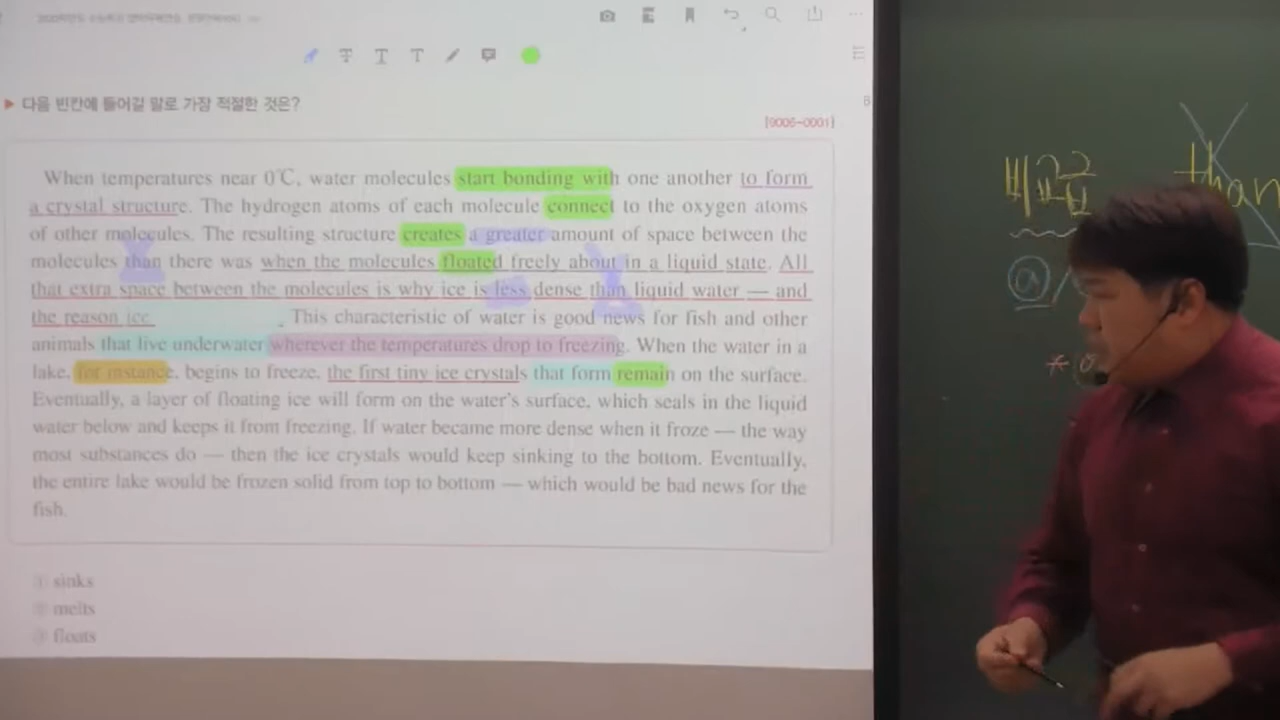 ▶ 다음 빈칸에 들어갈 말로 가장 적절한 것은?
[9006-0001]
When temperatures near 0℃, water molecules start bonding with one another to form
a crystal structure. The hydrogen atoms of each molecule connect to the oxygen atoms
of other molecules. The resulting structure creates a greater amount of space between the
molecules than there was when the molecules floated freely about in a liquid state. All
that extra space between the molecules is why ice is less dense than liquid water — and
the reason ice ____. This characteristic of water is good news for fish and other
animals that live underwater wherever the temperatures drop to freezing. When the water in a
lake, for instance, begins to freeze, the first tiny ice crystals that form remain on the surface.
Eventually, a layer of floating ice will form on the water's surface, which seals in the liquid
water below and keeps it from freezing. If water became more dense when it froze — the way
most substances do — then the ice crystals would keep sinking to the bottom. Eventually,
the entire lake would be frozen solid from top to bottom — which would be bad news for the
fish.
① sinks
② melts
③ floats
비교급
than